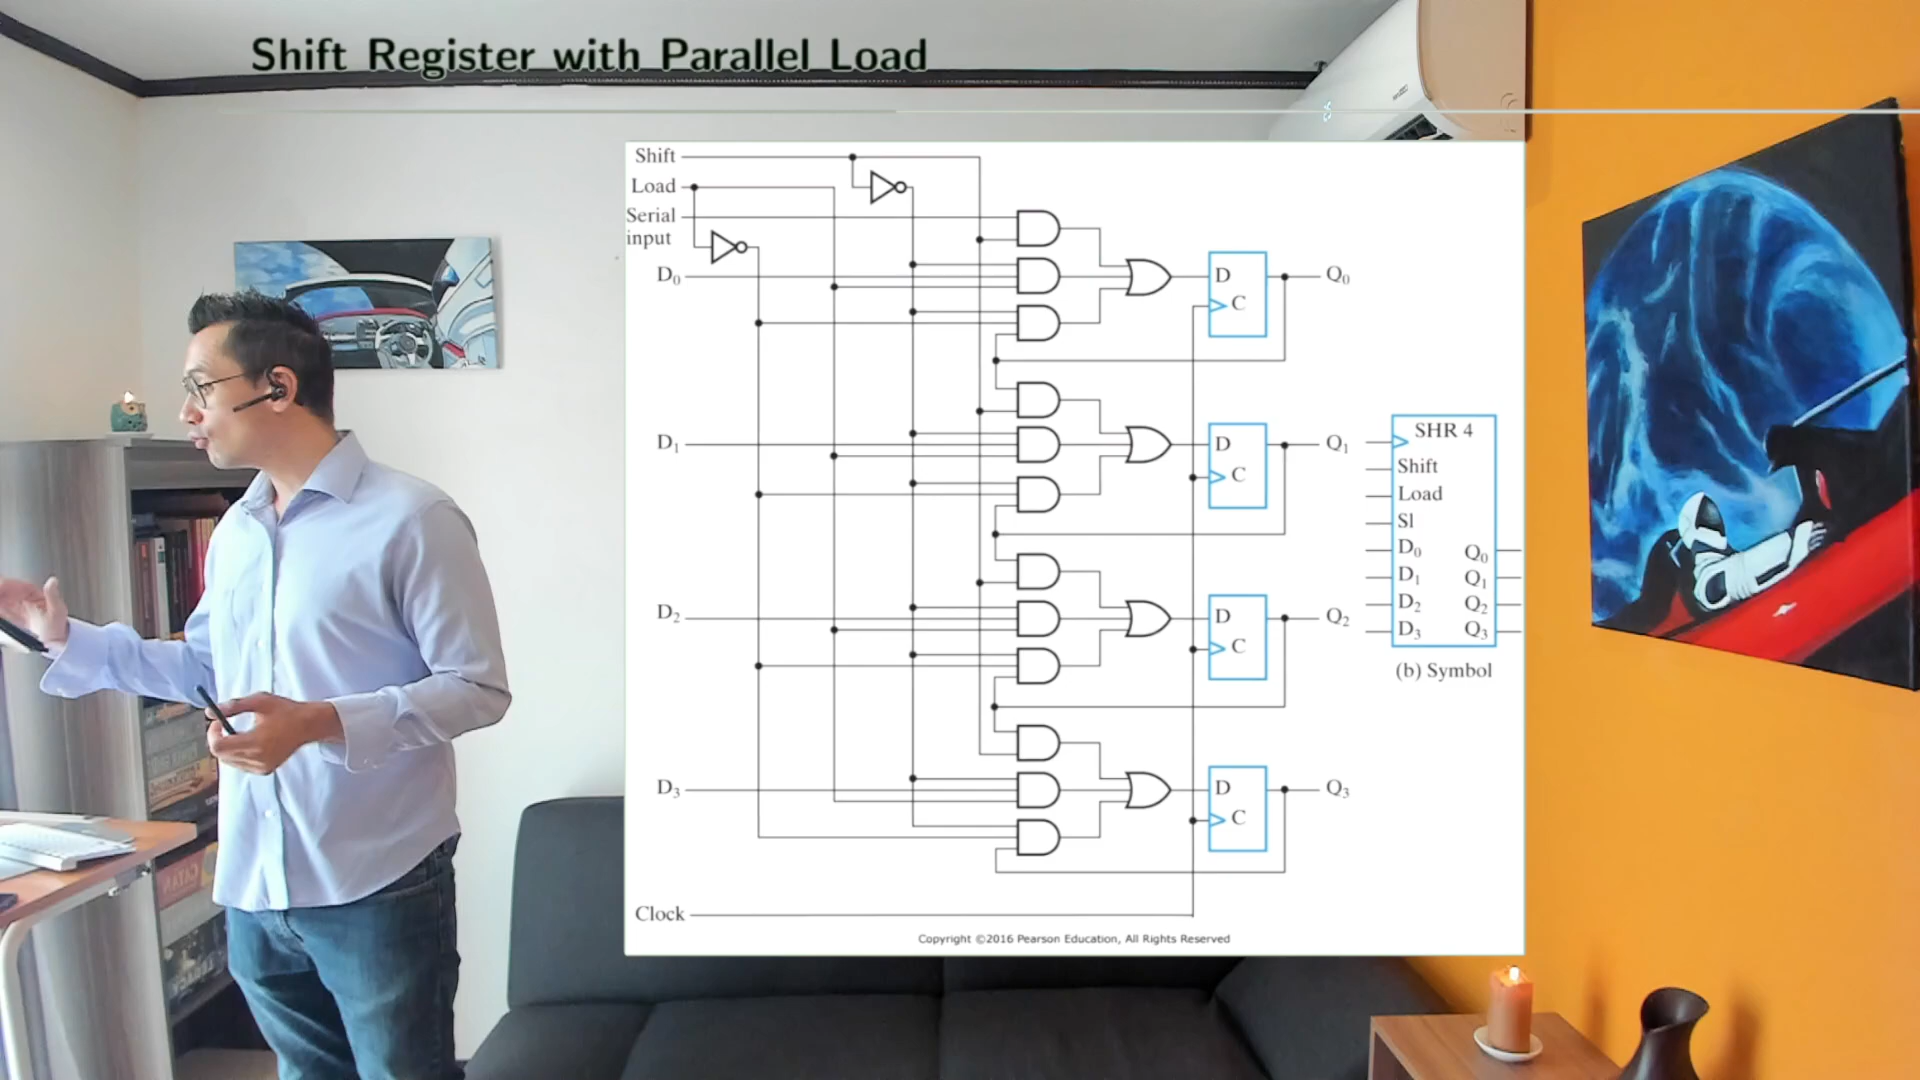 Shift Register with Parallel Load
Shift
Load
Serial
input
D0
D1
D2
D3
Clock
D
C
Q0
D
C
Q1
D
C
Q2
D
C
Q3
SHR 4
Shift
Load
SI
D0 Q0
D1 Q1
D2 Q2
D3 Q3
(b) Symbol
Copyright ©2016 Pearson Education, All Rights Reserved
CATAN